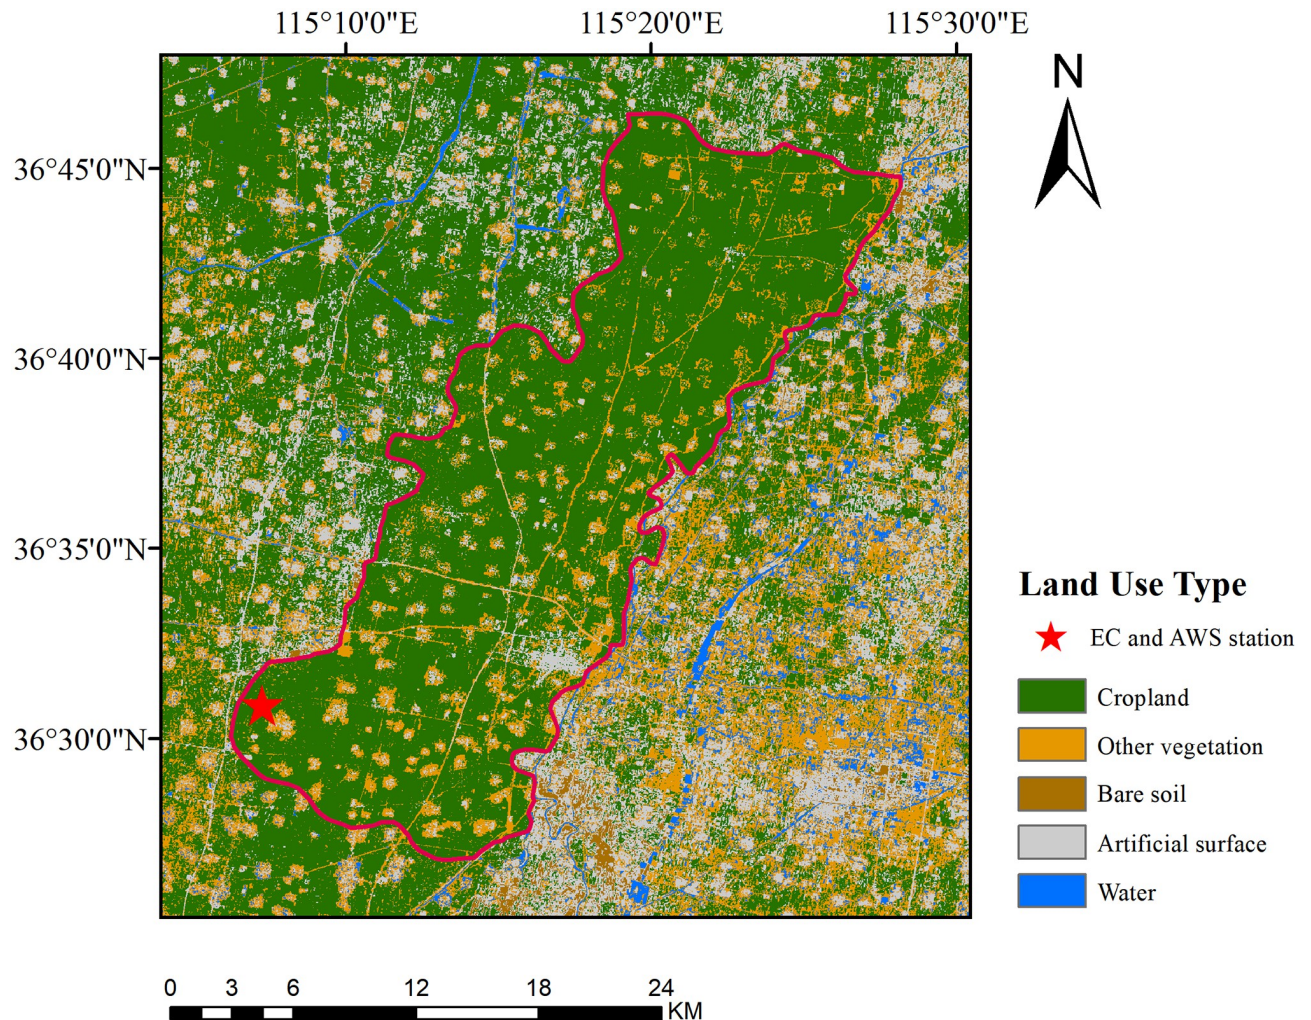 115°10'0"E 115°20'0"E 115°30'0"E
N
36°45'0"N
36°40'0"N
36°35'0"N
36°30'0"N
Land Use Type
EC and AWS station
Cropland
Other vegetation
Bare soil
Artificial surface
Water
0 3 6 12 18 24
KM